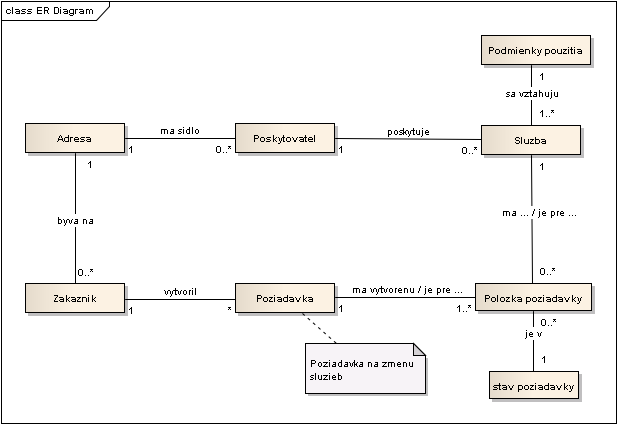 class ER Diagram
Podmienky pouzitia
1
sa vztahuju
1..*
Adresa
1
ma sidlo
0..*
Poskytovatel
1
poskytuje
0..*
Sluzba
1
1
byva na
0..*
ma ... / je pre ...
0..*
Zakaznik
1
vytvoril
*
Poziadavka
1
ma vytvorenu / je pre ...
1..*
Polozka poziadavky
0..*
je v
1
stav poziadavky
Poziadavka na zmenu
sluzieb